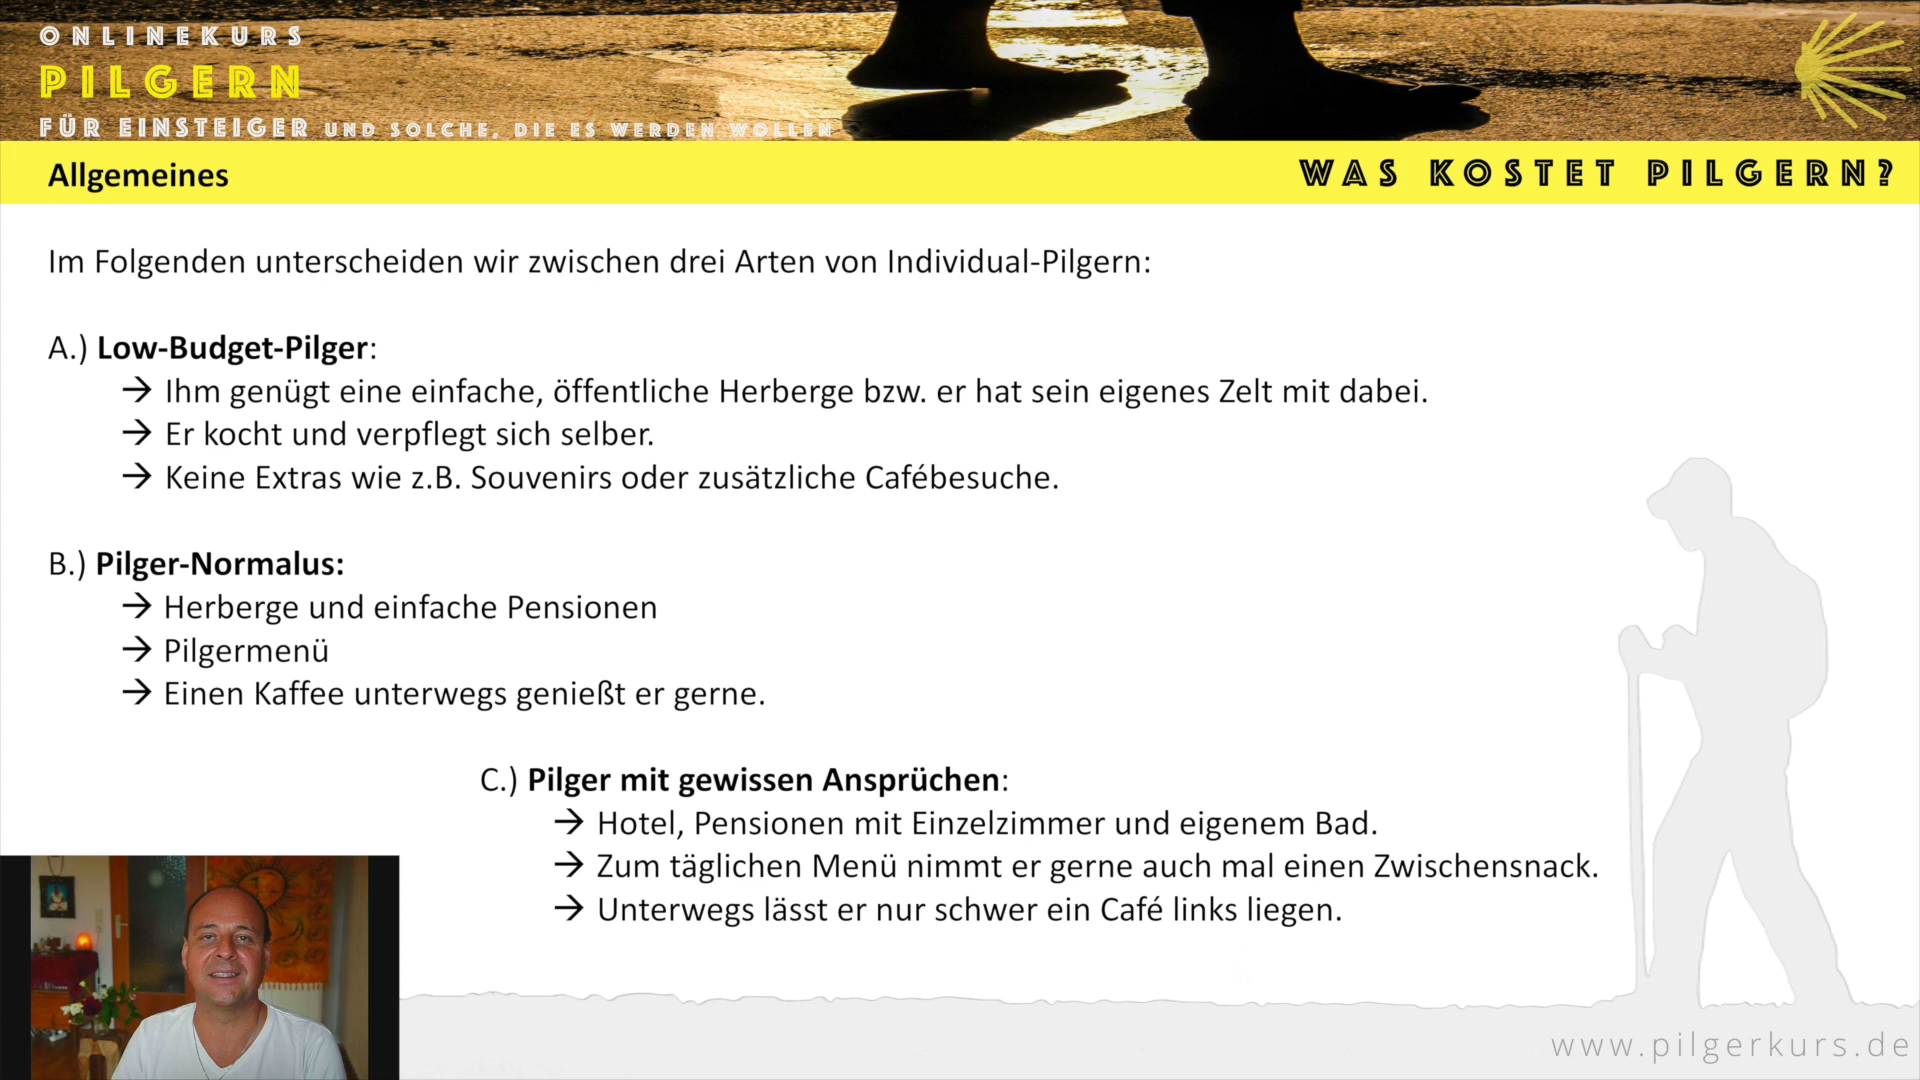 ONLINEKURS
PILGERN
FÜR EINSTEIGER UND SOLCHE, DIE ES WERDEN WOLLEN
Allgemeines
WAS KOSTET PILGERN?
Im Folgenden unterscheiden wir zwischen drei Arten von Individual-Pilgern:
A.) Low-Budget-Pilger:
→ Ihm genügt eine einfache, öffentliche Herberge bzw. er hat sein eigenes Zelt mit dabei.
→ Er kocht und verpflegt sich selber.
→ Keine Extras wie z.B. Souvenirs oder zusätzliche Cafébesuche.
B.) Pilger-Normalus:
→ Herberge und einfache Pensionen
→ Pilgermenü
→ Einen Kaffee unterwegs genießt er gerne.
C.) Pilger mit gewissen Ansprüchen:
→ Hotel, Pensionen mit Einzelzimmer und eigenem Bad.
→ Zum täglichen Menü nimmt er gerne auch mal einen Zwischensnack.
→ Unterwegs lässt er nur schwer ein Café links liegen.
www.pilgerkurs.de